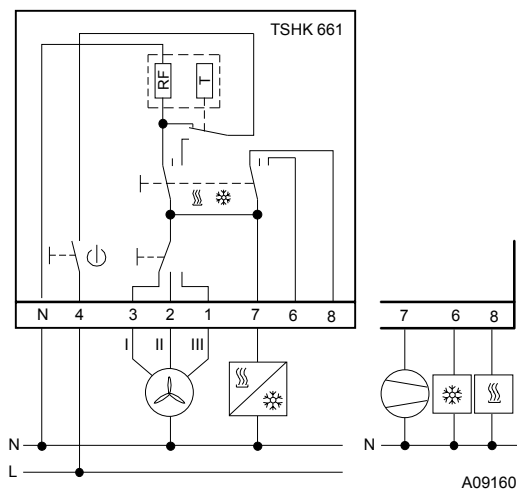 TSHK 661
RF T
N 4 3 2 1 7 6 8
7 6 8
I II III
N
N
L
A09160